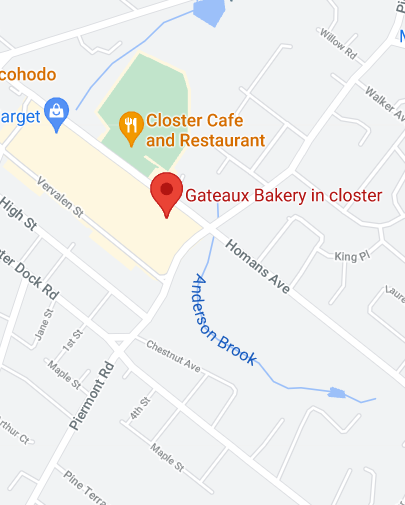 Willow Rd
cohodo
Walker Av
arget
Closter Cafe
and Restaurant
Vervalen St
Gateaux Bakery in closter
High St
Homans Ave
King Pl
ter Dock Rd
Anderson Brook
Laure
Jane St
1st St
Chestnut Ave
Maple St
Piermont Rd
4th St
rthur Ct
Maple St
Pine Terra